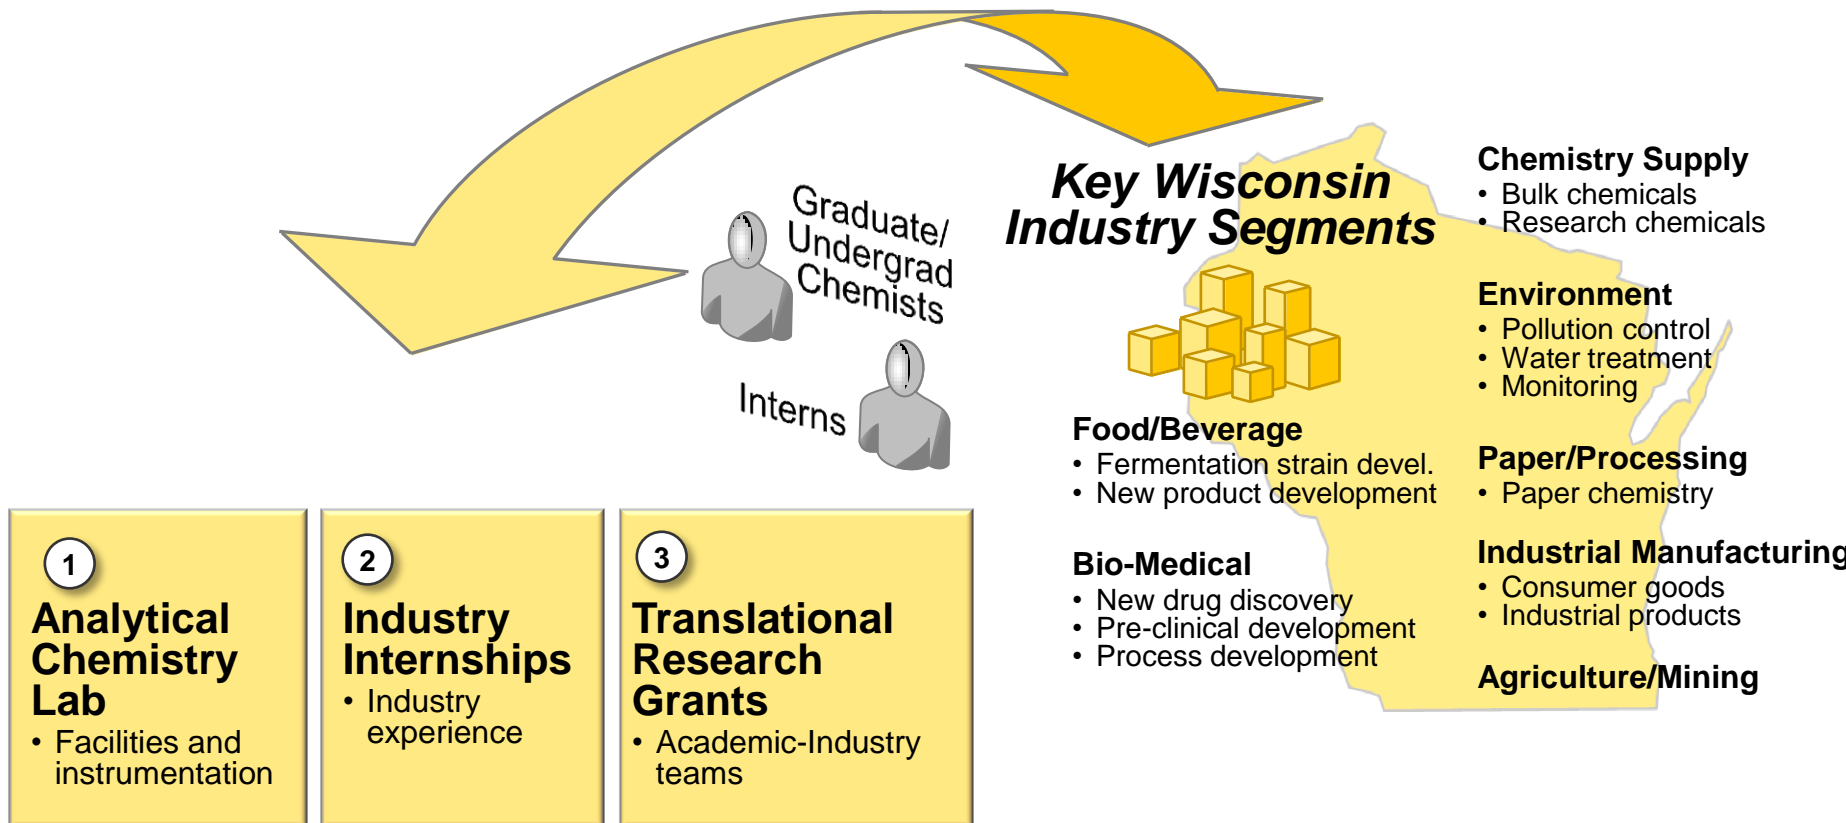 Graduate/
Undergrad
Chemists
Interns
1
Analytical
Chemistry
Lab
• Facilities and
instrumentation
2
Industry
Internships
• Industry
experience
3
Translational
Research
Grants
• Academic-Industry
teams
Key Wisconsin
Industry Segments
Food/Beverage
• Fermentation strain devel.
• New product development
Bio-Medical
• New drug discovery
• Pre-clinical development
• Process development
Chemistry Supply
• Bulk chemicals
• Research chemicals
Environment
• Pollution control
• Water treatment
• Monitoring
Paper/Processing
• Paper chemistry
Industrial Manufacturing
• Consumer goods
• Industrial products
Agriculture/Mining